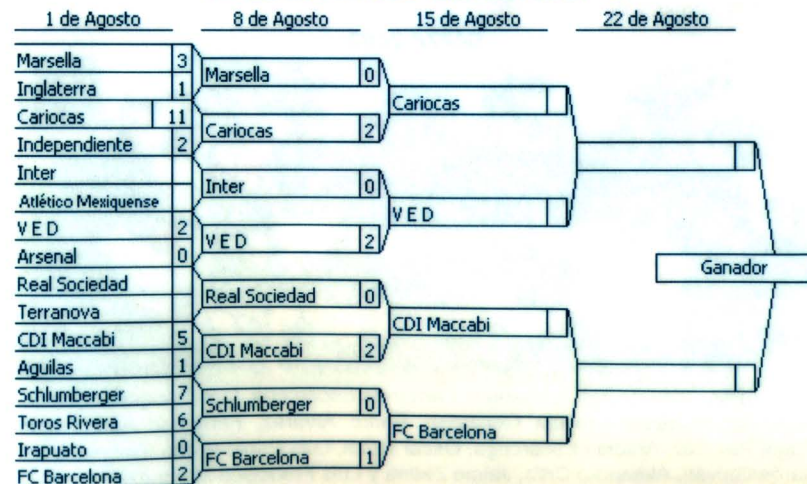 1 de Agosto 8 de Agosto 15 de Agosto 22 de Agosto
Marsella 3
Inglaterra 1
Cariocas 11
Independiente 2
Inter
Atlético Mexiquense
V E D 2
Arsenal 0
Real Sociedad
Terranova
CDI Maccabi 5
Aguilas 1
Schlumberger 7
Toros Rivera 6
Irapuato 0
FC Barcelona 2
Marsella 0
Cariocas 2
Inter 0
V E D 2
Real Sociedad 0
CDI Maccabi 2
Schlumberger 0
FC Barcelona 1
Cariocas
V E D
CDI Maccabi
FC Barcelona
Ganador